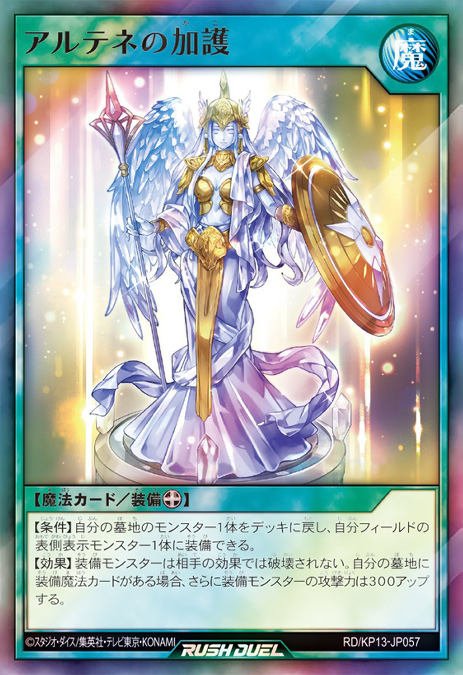 アルテネの加護
魔
【魔法カード／装備】
【条件】自分の墓地のモンスター1体をデッキに戻し、自分フィールドの
表側表示モンスター1体に装備できる。
【効果】装備モンスターは相手の効果では破壊されない。自分の墓地に
装備魔法カードがある場合、さらに装備モンスターの攻撃力は300アップ
する。
©スタジオ・ダイス/集英社・テレビ東京・KONAMI
RUSH DUEL
RD/KP13-JP057